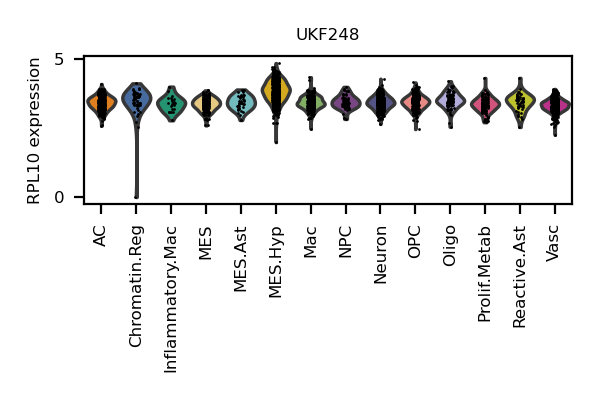 UKF248
RPL10 expression
5
0
AC
Chromatin.Reg
Inflammatory.Mac
MES
MES.Ast
MES.Hyp
Mac
NPC
Neuron
OPC
Oligo
Prolif.Metab
Reactive.Ast
Vasc